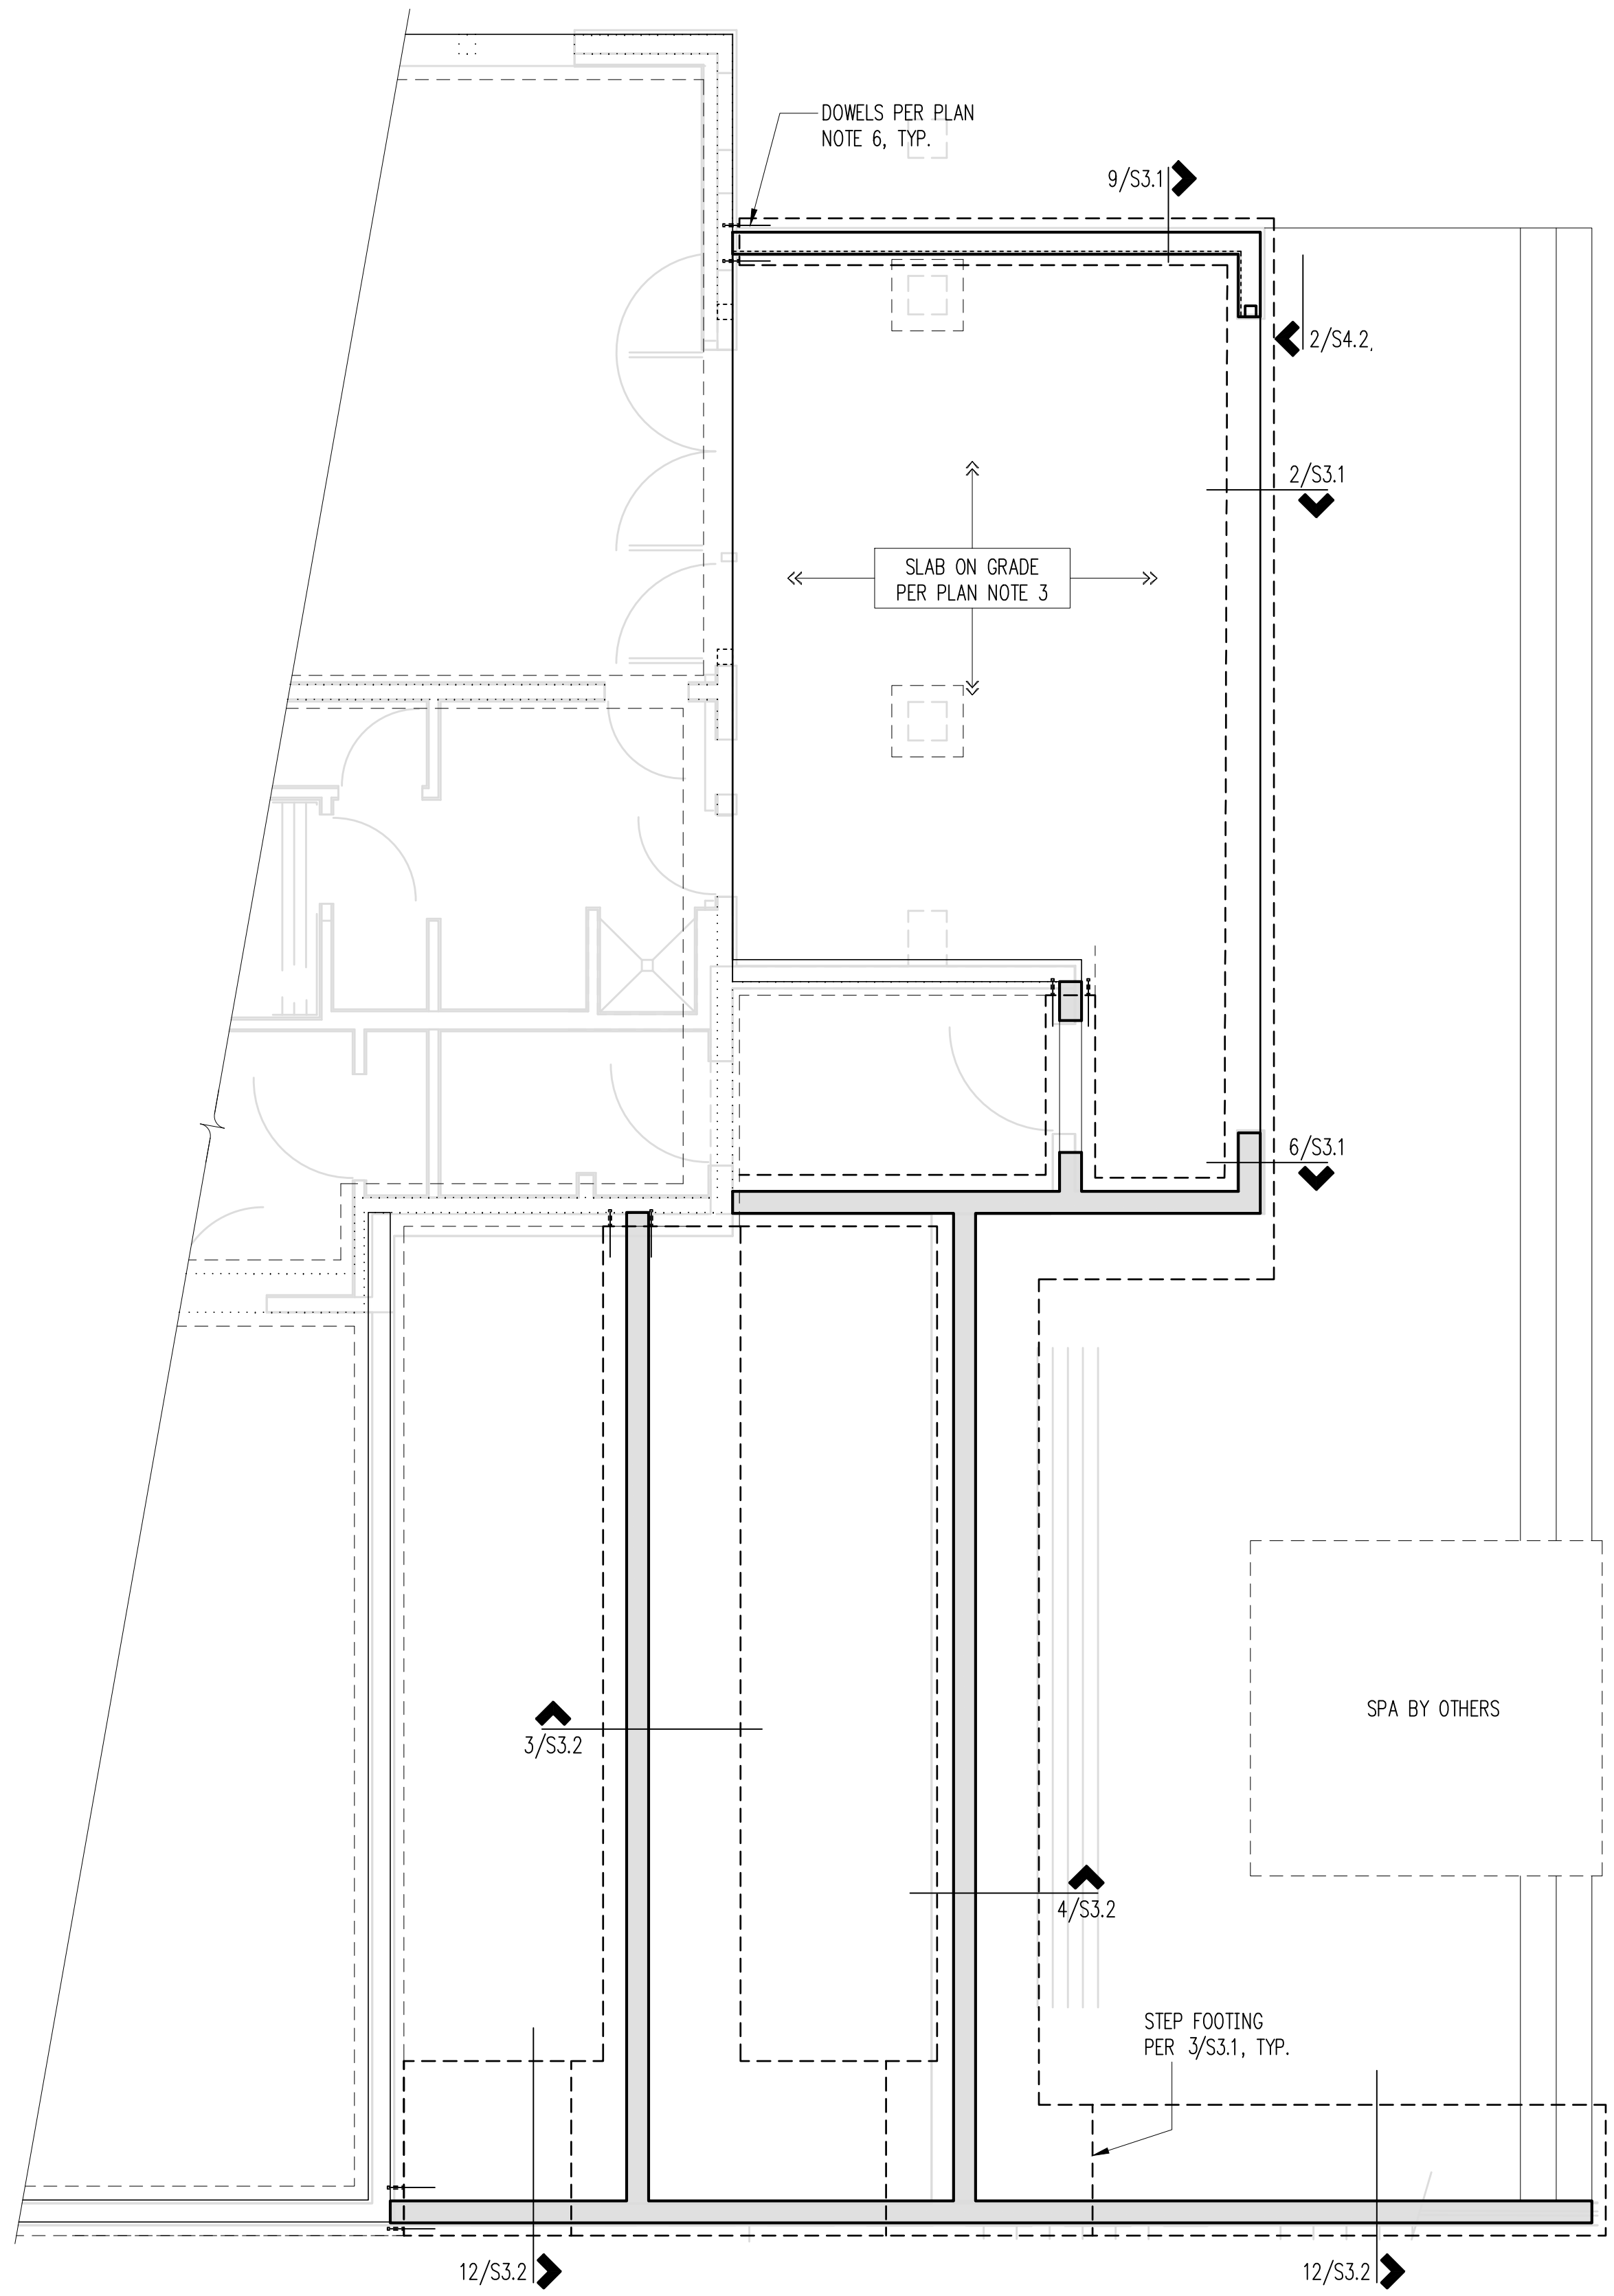 DOWELS PER PLAN
NOTE 6, TYP.
9/S3.1
2/S4.2,
2/S3.1
SLAB ON GRADE
PER PLAN NOTE 3
6/S3.1
3/S3.2
SPA BY OTHERS
4/S3.2
STEP FOOTING
PER 3/S3.1, TYP.
12/S3.2
12/S3.2